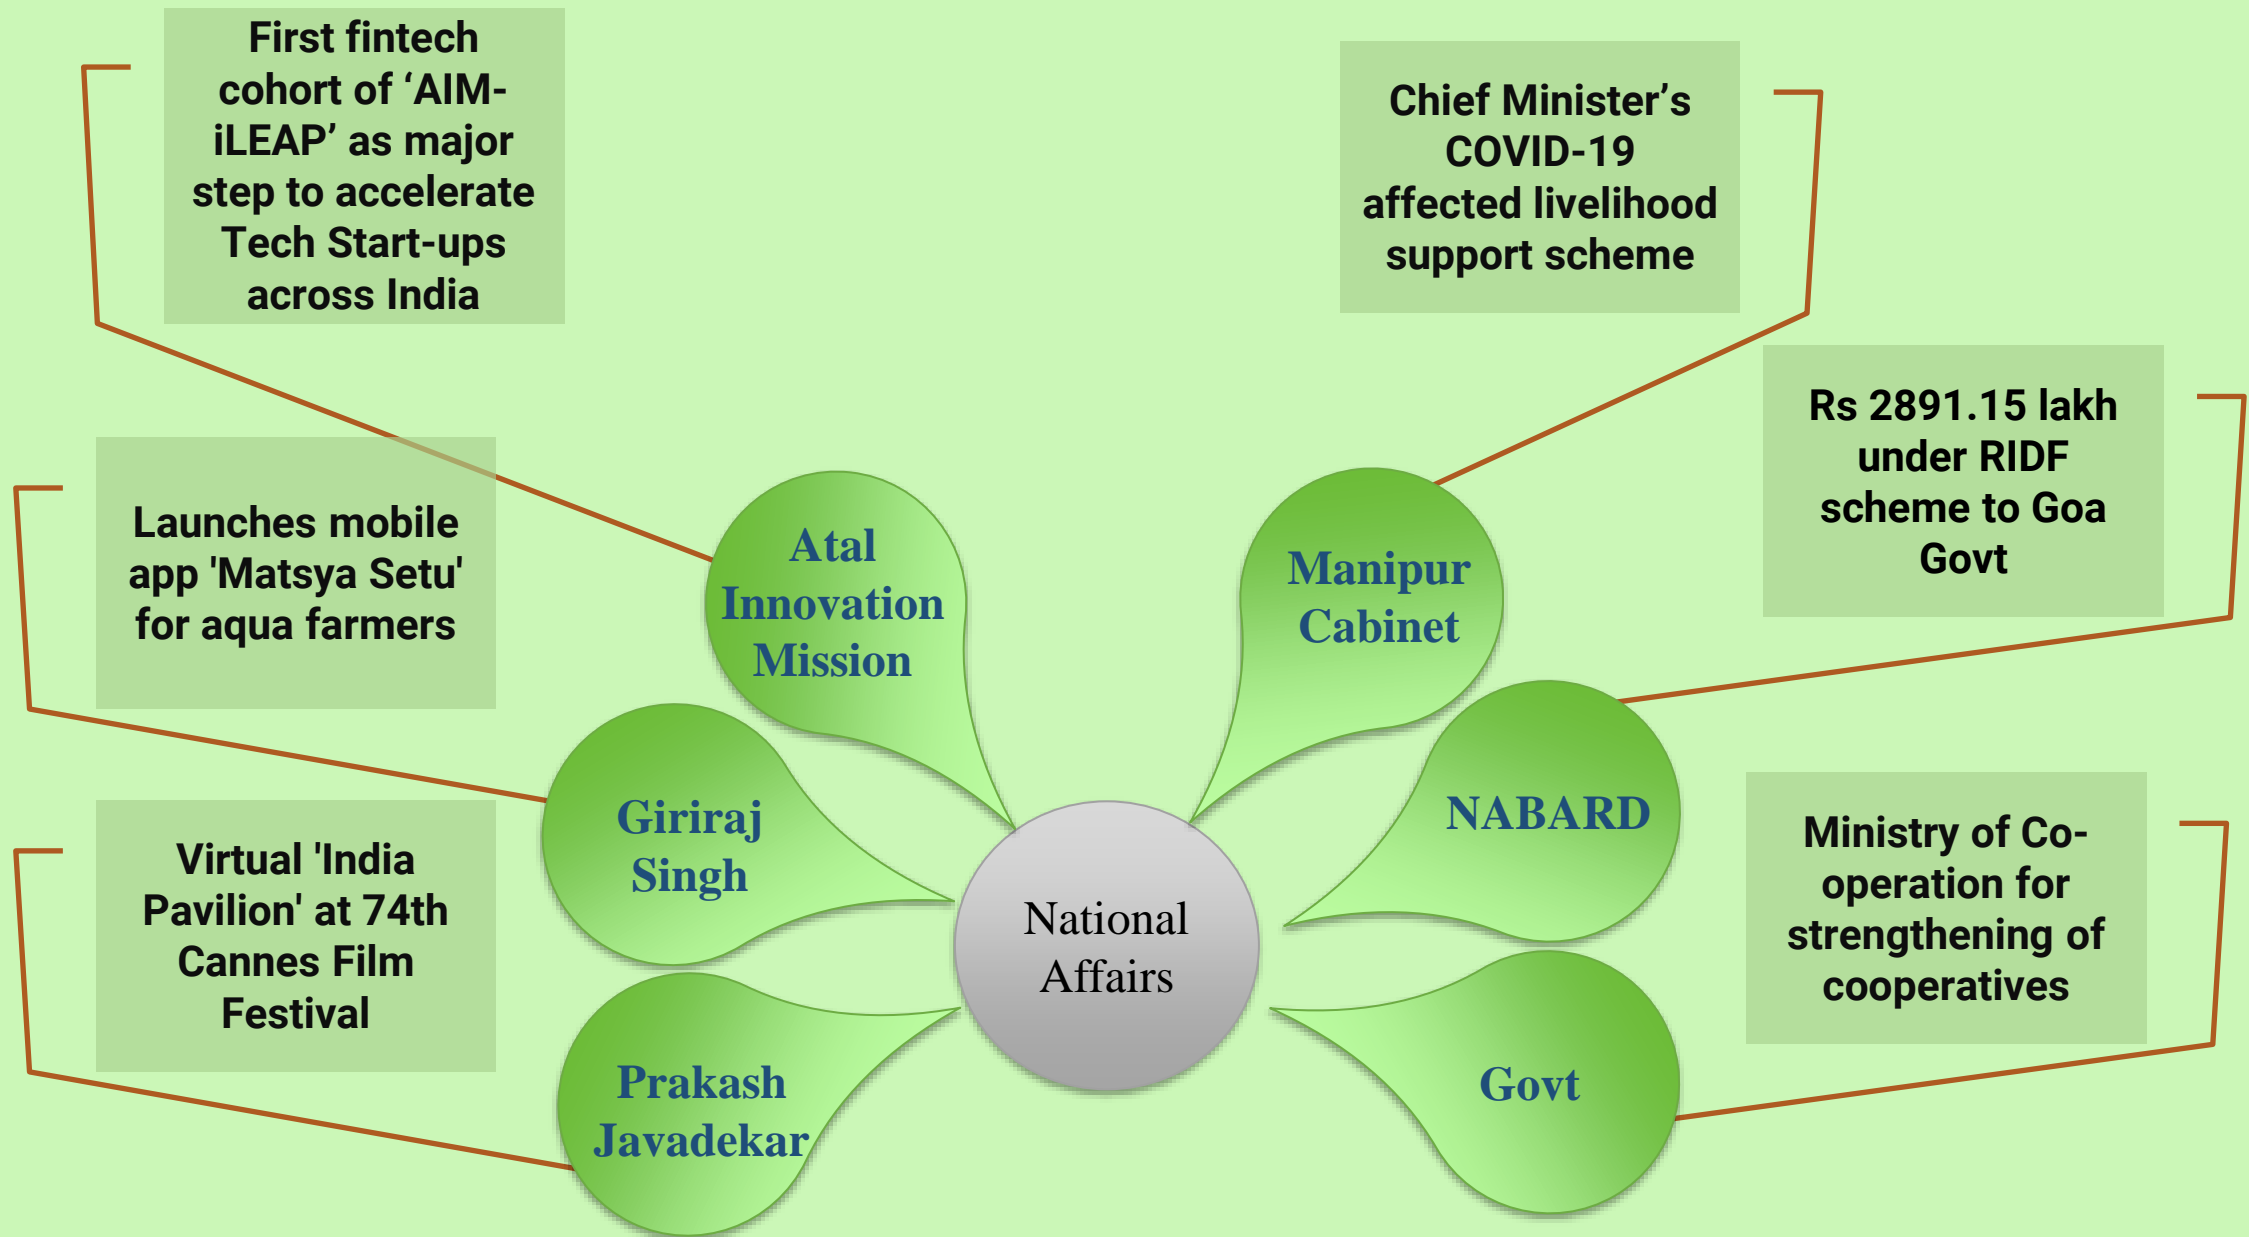 First fintech
cohort of ‘AIM-
iLEAP’ as major
step to accelerate
Tech Start-ups
across India
Chief Minister’s
COVID-19
affected livelihood
support scheme
Rs 2891.15 lakh
under RIDF
scheme to Goa
Govt
Launches mobile
app 'Matsya Setu'
for aqua farmers
Atal
Innovation
Mission
Manipur
Cabinet
Giriraj
Singh
NABARD
Virtual 'India
Pavilion' at 74th
Cannes Film
Festival
National
Affairs
Ministry of Co-
operation for
strengthening of
cooperatives
Prakash
Javadekar
Govt